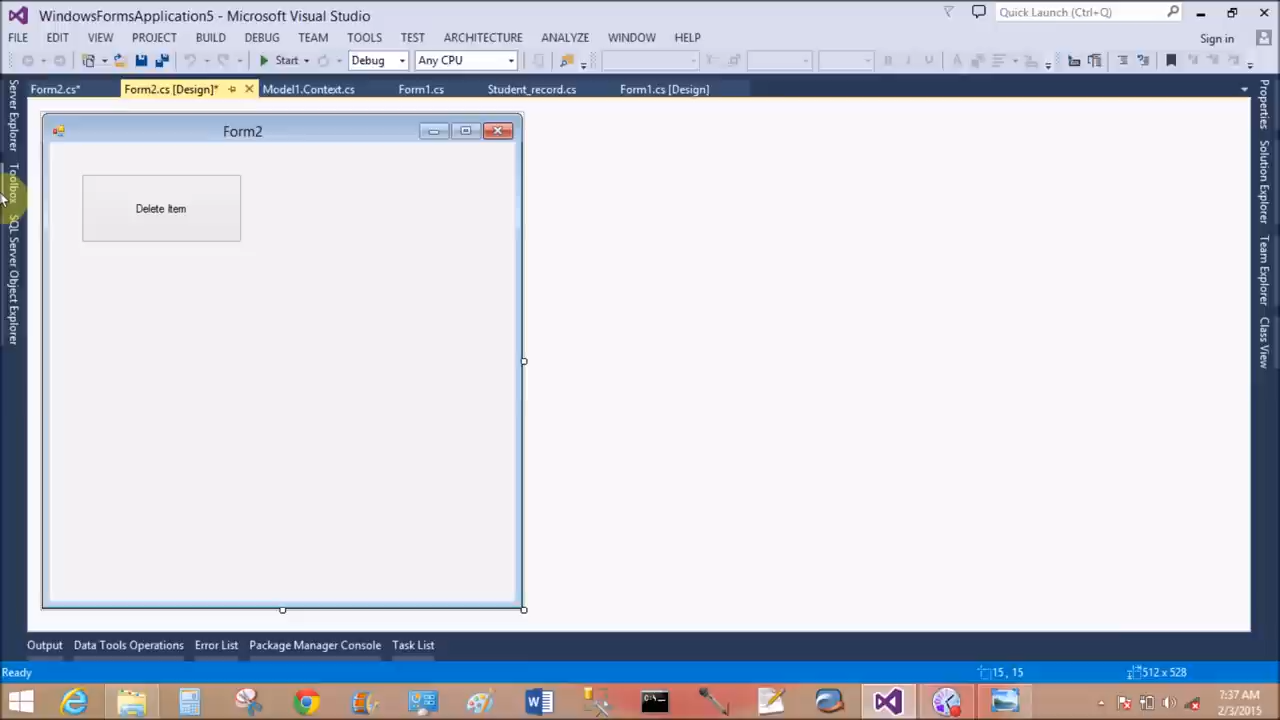 WindowsFormsApplication5 - Microsoft Visual Studio
Quick Launch (Ctrl+Q)
FILE EDIT VIEW PROJECT BUILD DEBUG TEAM TOOLS TEST ARCHITECTURE ANALYZE WINDOW HELP
Sign in
Start Debug Any CPU
Form2.cs* Form2.cs [Design]* Model1.Context.cs Form1.cs Student_record.cs Form1.cs [Design]
Server Explorer
Toolbox
SQL Server Object Explorer
Form2
Delete Item
Properties
Solution Explorer
Team Explorer
Class View
Output Data Tools Operations Error List Package Manager Console Task List
Ready
15, 15
512 x 528
7:37 AM
2/3/2015